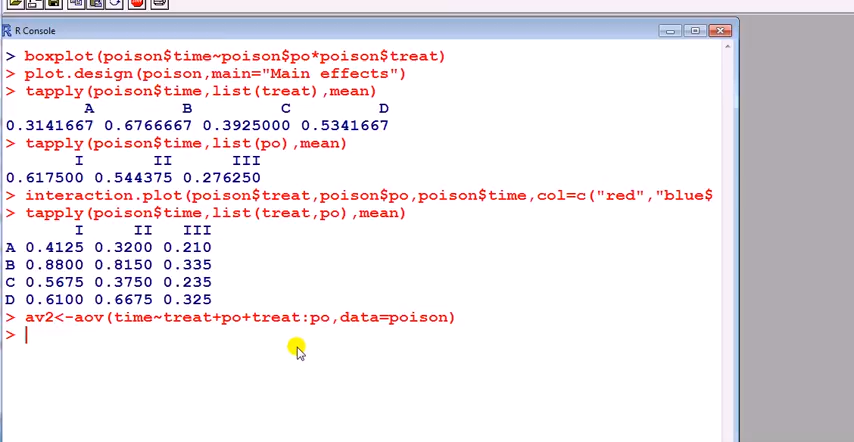 R Console
> boxplot(poison$time~poison$po*poison$treat)
> plot.design(poison,main="Main effects")
> tapply(poison$time,list(treat),mean)
A B C D
0.3141667 0.6766667 0.3925000 0.5341667
> tapply(poison$time,list(po),mean)
I II III
0.617500 0.544375 0.276250
> interaction.plot(poison$treat,poison$po,poison$time,col=c("red","blue$
> tapply(poison$time,list(treat,po),mean)
I II III
A 0.4125 0.3200 0.210
B 0.8800 0.8150 0.335
C 0.5675 0.3750 0.235
D 0.6100 0.6675 0.325
> av2<-aov(time~treat+po+treat:po,data=poison)
>